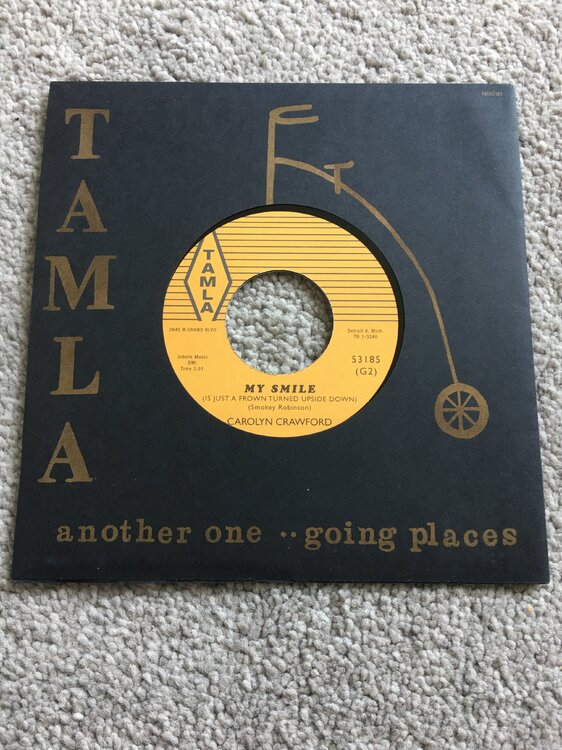 TAMLA
MS07W1
TAMLA
2648 W.GRAND BLVD.
Detroit 8, Mich.
TR 1-3340
Jobete Music
BMI
Time 3:01
53185
(G2)
MY SMILE
(IS JUST A FROWN TURNED UPSIDE DOWN)
(Smokey Robinson)
CAROLYN CRAWFORD
another one ·· going places